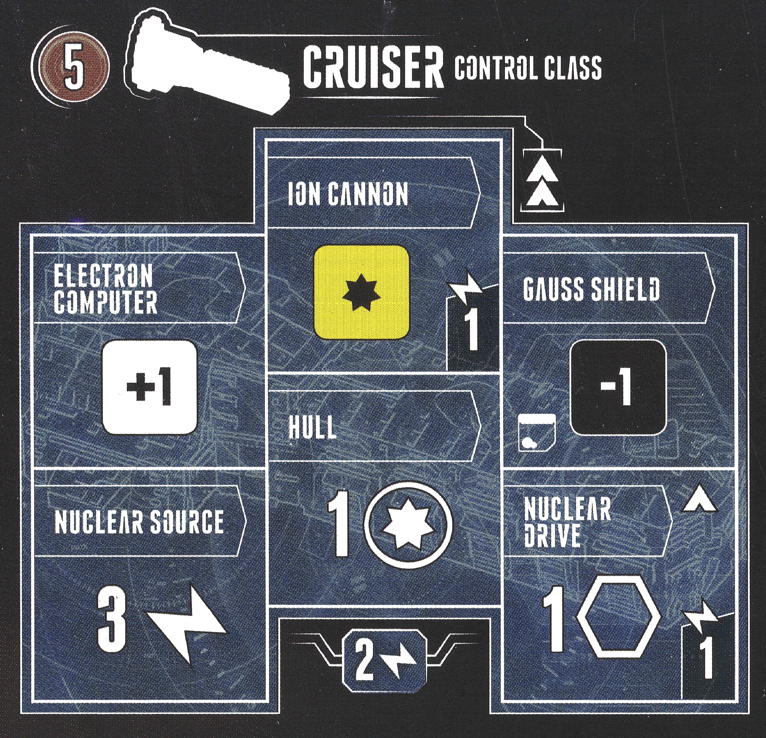 5
CRUISER CONTROL CLASS
ION CANNON
1
ELECTRON
COMPUTER
+1
GAUSS SHIELD
-1
HULL
1
NUCLEAR SOURCE
3
NUCLEAR
DRIVE
1
1
2